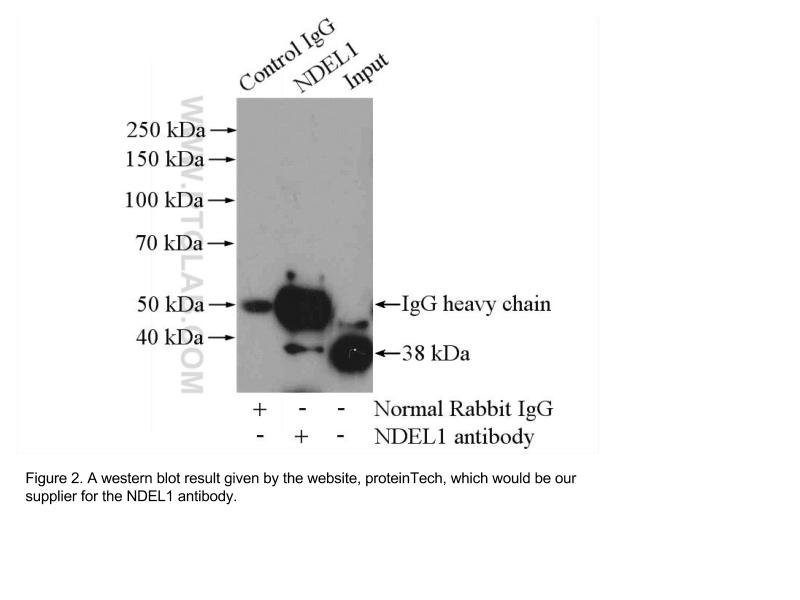 Control IgG
NDEL1
Input
WWW.PTGLAB.COM
250 kDa
150 kDa
100 kDa
70 kDa
50 kDa
IgG heavy chain
40 kDa
38 kDa
+ - - Normal Rabbit IgG
- + - NDEL1 antibody
Figure 2. A western blot result given by the website, proteinTech, which would be our
supplier for the NDEL1 antibody.